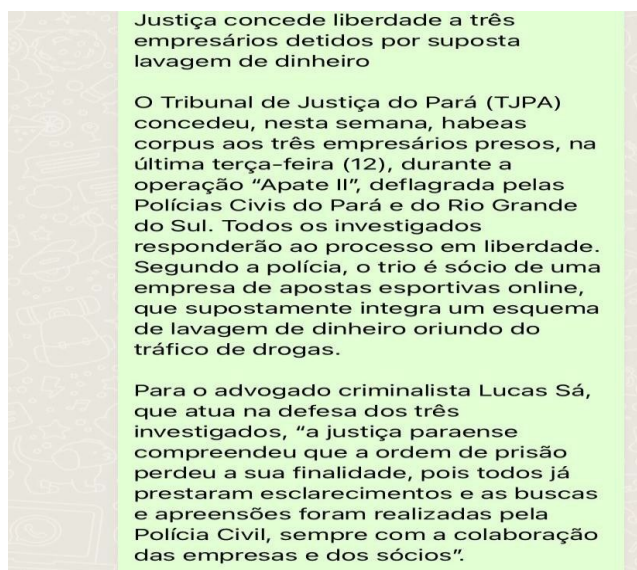 Justiça concede liberdade a três
empresários detidos por suposta
lavagem de dinheiro
O Tribunal de Justiça do Pará (TJPA)
concedeu, nesta semana, habeas
corpus aos três empresários presos, na
última terça-feira (12), durante a
operação “Apate II”, deflagrada pelas
Polícias Civis do Pará e do Rio Grande
do Sul. Todos os investigados
responderão ao processo em liberdade.
Segundo a polícia, o trio é sócio de uma
empresa de apostas esportivas online,
que supostamente integra um esquema
de lavagem de dinheiro oriundo do
tráfico de drogas.
Para o advogado criminalista Lucas Sá,
que atua na defesa dos três
investigados, “a justiça paraense
compreendeu que a ordem de prisão
perdeu a sua finalidade, pois todos já
prestaram esclarecimentos e as buscas
e apreensões foram realizadas pela
Polícia Civil, sempre com a colaboração
das empresas e dos sócios”.